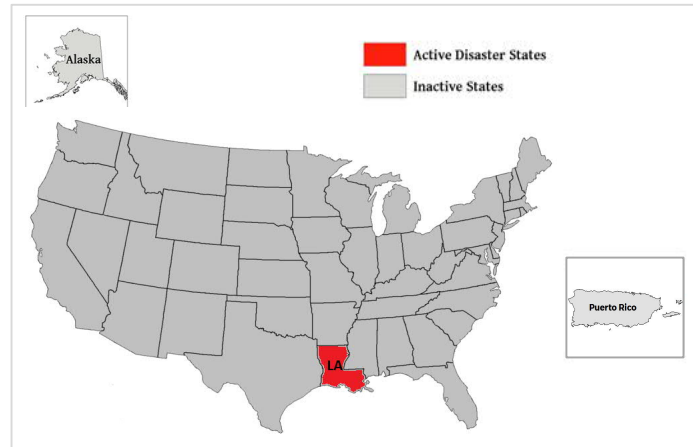 Alaska
Active Disaster States
Inactive States
Puerto Rico
LA